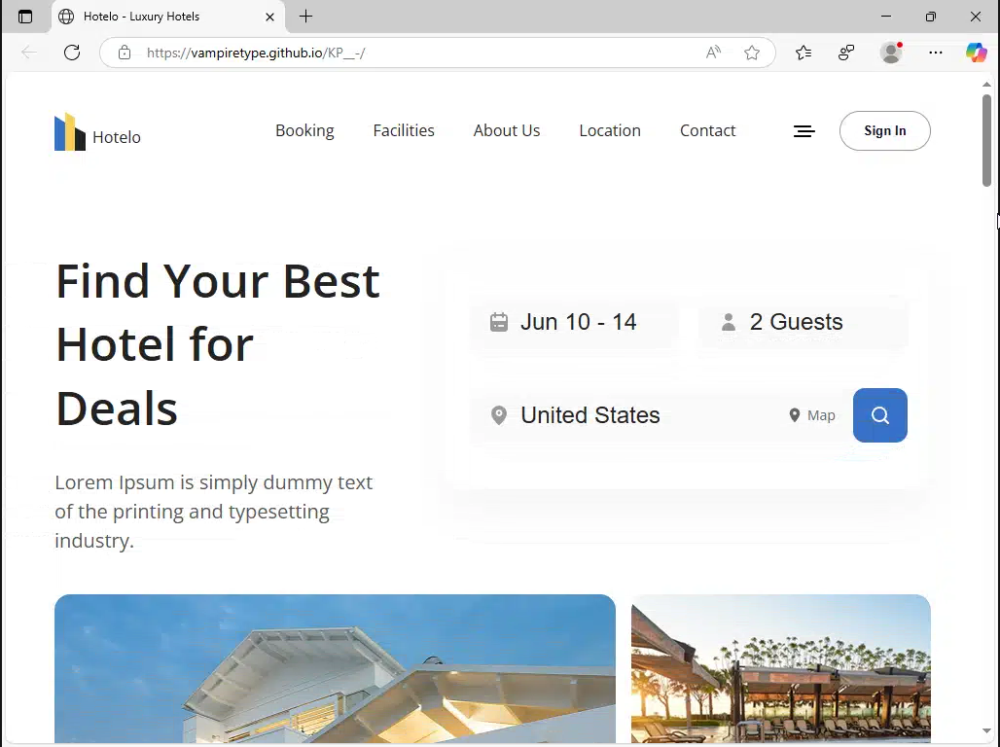 Hotelo - Luxury Hotels
https://vampiretype.github.io/KP__-/
Hotelo
Booking
Facilities
About Us
Location
Contact
Sign In
Find Your Best
Hotel for
Deals
Lorem Ipsum is simply dummy text
of the printing and typesetting
industry.
Jun 10 - 14
2 Guests
United States
Map